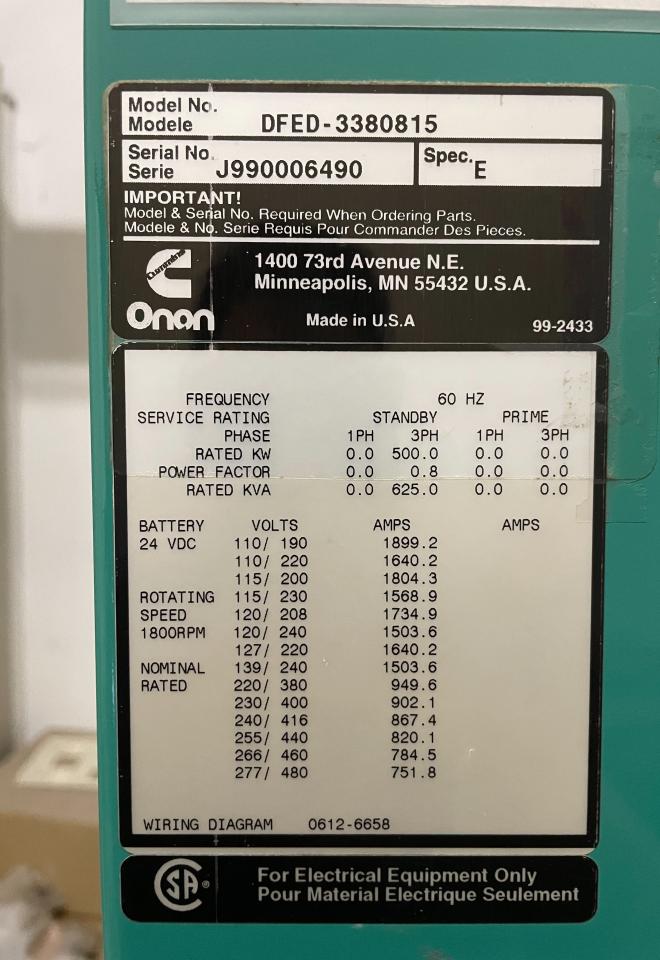 Model No.
Modele DFED-3380815
Serial No.
Serie J990006490 Spec. E
IMPORTANT!
Model & Serial No. Required When Ordering Parts.
Modele & No. Serie Requis Pour Commander Des Pieces.
Cummins
Onan
1400 73rd Avenue N.E.
Minneapolis, MN 55432 U.S.A.
Made in U.S.A 99-2433
FREQUENCY 60 HZ
SERVICE RATING STANDBY PRIME
PHASE 1PH 3PH 1PH 3PH
RATED KW 0.0 500.0 0.0 0.0
POWER FACTOR 0.0 0.8 0.0 0.0
RATED KVA 0.0 625.0 0.0 0.0
BATTERY VOLTS AMPS AMPS
24 VDC 110/ 190 1899.2
110/ 220 1640.2
115/ 200 1804.3
ROTATING 115/ 230 1568.9
SPEED 120/ 208 1734.9
1800RPM 120/ 240 1503.6
127/ 220 1640.2
NOMINAL 139/ 240 1503.6
RATED 220/ 380 949.6
230/ 400 902.1
240/ 416 867.4
255/ 440 820.1
266/ 460 784.5
277/ 480 751.8
WIRING DIAGRAM 0612-6658
CSA ®
For Electrical Equipment Only
Pour Material Electrique Seulement